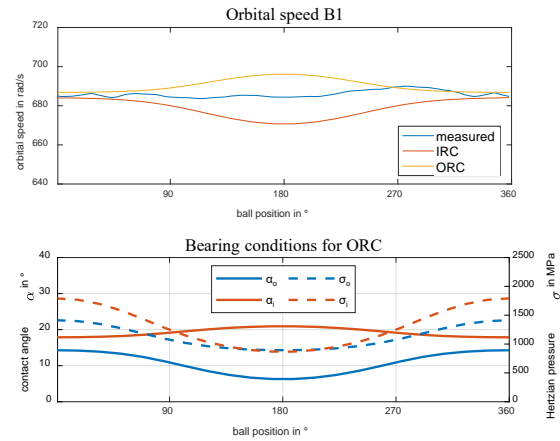 Orbital speed B1
orbital speed in rad/s
720
700
680
660
640
90
180
270
360
measured
IRC
ORC
ball position in °
Bearing conditions for ORC
contact angle α in °
40
30
20
10
0
αₒ
σₒ
αᵢ
σᵢ
2500
2000
1500
1000
500
0
Hertzian pressure σ in MPa
90
180
270
360
ball position in °